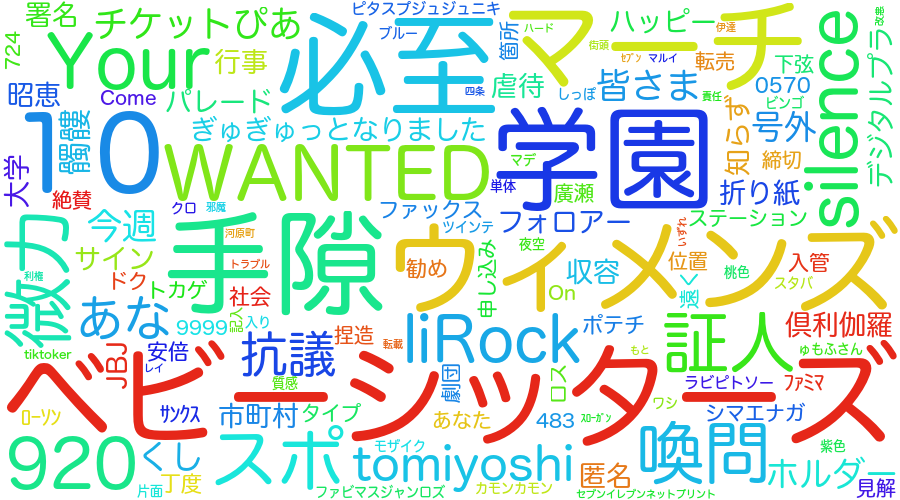 署名 チケットぴあ ピタスプジュジュニキ ハッピー ハード 伊達 改悪
724 Your 行事 必至 ブルー 箇所 マーチ 街頭 ｾﾌﾞﾝ マルイ 転売 下弦 silence デジタルプラ
昭恵 Come パレード 虐待 四条 しっぽ 皆さま 責任 0570 ピンゴ
10 髑髏 ぎゅぎゅっとなりました 学園 知らず 号外
大学 絶賛 WANTED マデ 単体 廣瀬 折り紙 締切
クロ 邪魔 ファックス ツインテ フォロアー ステーション
微力 今週 手隙 河原町 ウィメンズ 夜空 ひやすり
サイン トラブル 勧め 申し込み 収容 位置 桃色 入管
利権 ドク トカゲ 社会 On 遠く スタバ
あな 9999 記入 入り 捏造 liRock ポテチ 証人 倶利伽羅
tiktoker JBJ 安倍 レイ 抗議 転載 もと ゅもふさん
ベビーシッターズ 質感 劇団 ロス ラビットソー ﾌｧﾐﾏ
ローソン ｻﾝｸｽ 市町村 タイプ あなた 483 ｽﾛｰｶﾞﾝ ワシ シマエナガ
920 くし スポ モザイク tomiyoshi 喚問 紫色
片面 丁度 ファビマスジャンロズ カモンカモン 匿名 セブンイレブンネットプリント ホルダー 見解